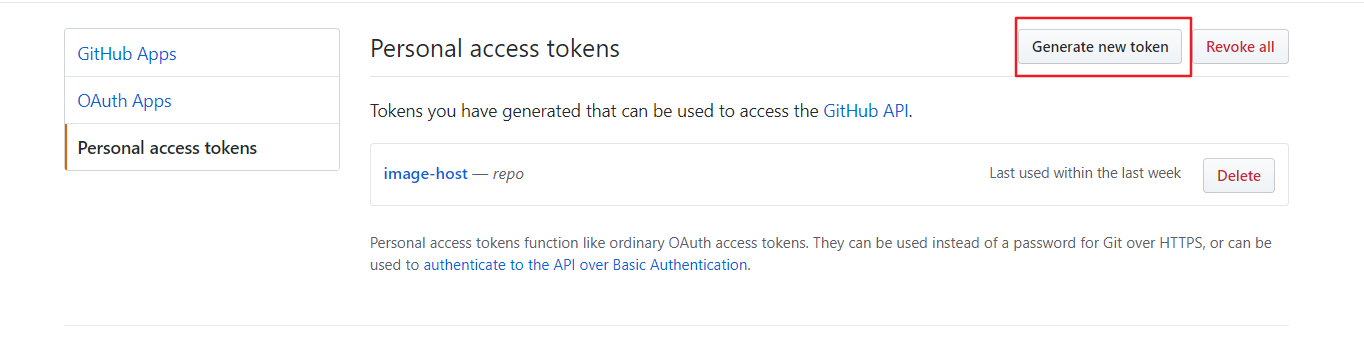 GitHub Apps
OAuth Apps
Personal access tokens
Personal access tokens
Generate new token
Revoke all
Tokens you have generated that can be used to access the GitHub API.
image-host — repo
Last used within the last week
Delete
Personal access tokens function like ordinary OAuth access tokens. They can be used instead of a password for Git over HTTPS, or can be
used to authenticate to the API over Basic Authentication.